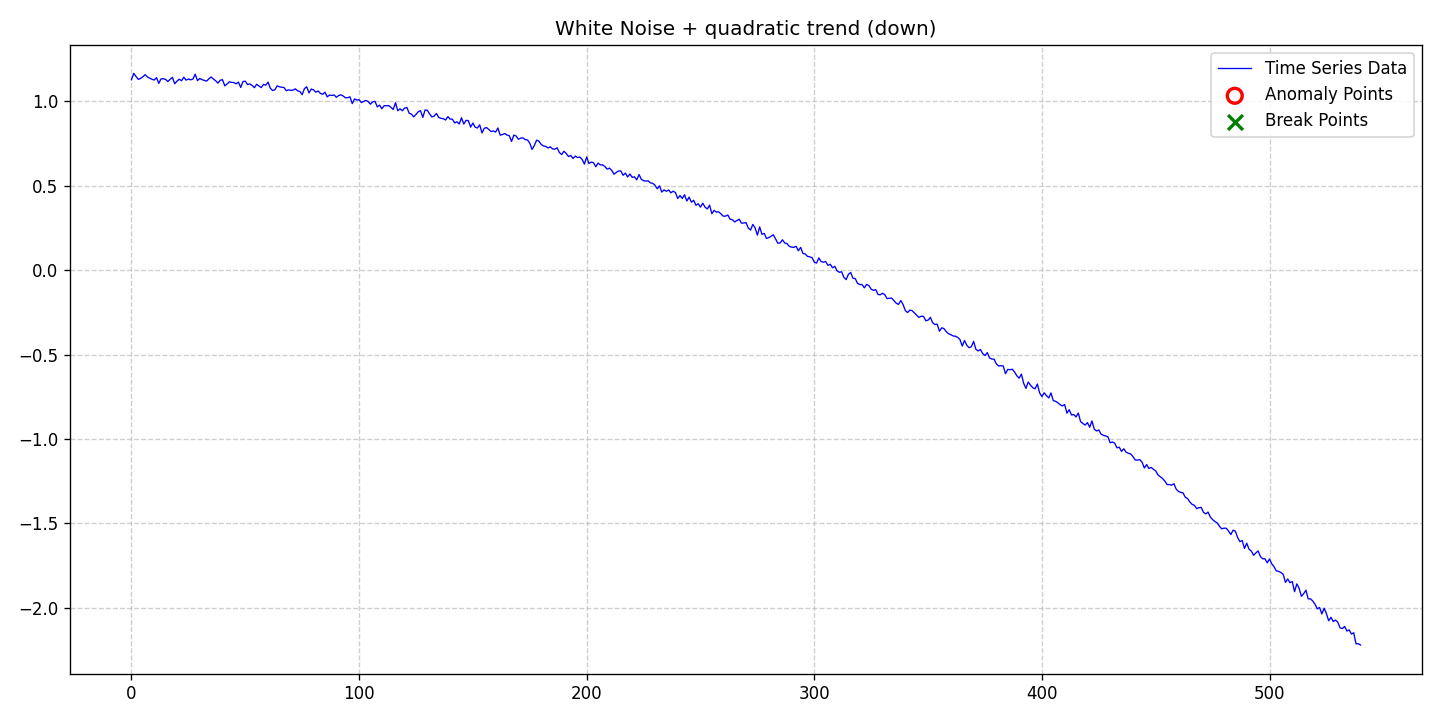 White Noise + quadratic trend (down)
Time Series Data
Anomaly Points
Break Points
1.0
0.5
0.0
−0.5
−1.0
−1.5
−2.0
0 100 200 300 400 500